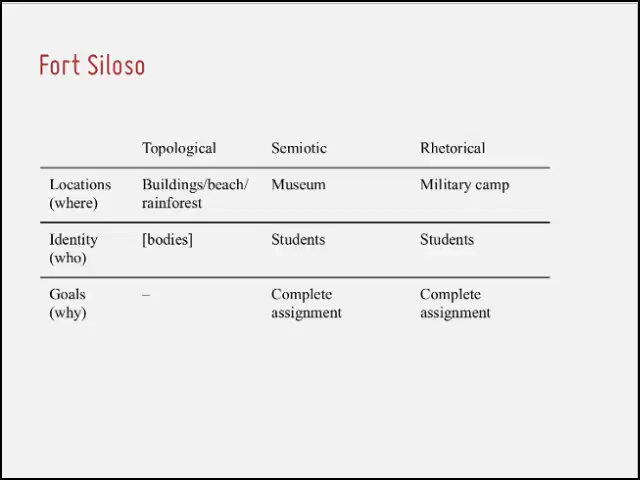 Fort Siloso
Topological Semiotic Rhetorical
Locations Buildings/beach/ Museum Military camp
(where) rainforest
Identity [bodies] Students Students
(who)
Goals – Complete Complete
(why) assignment assignment